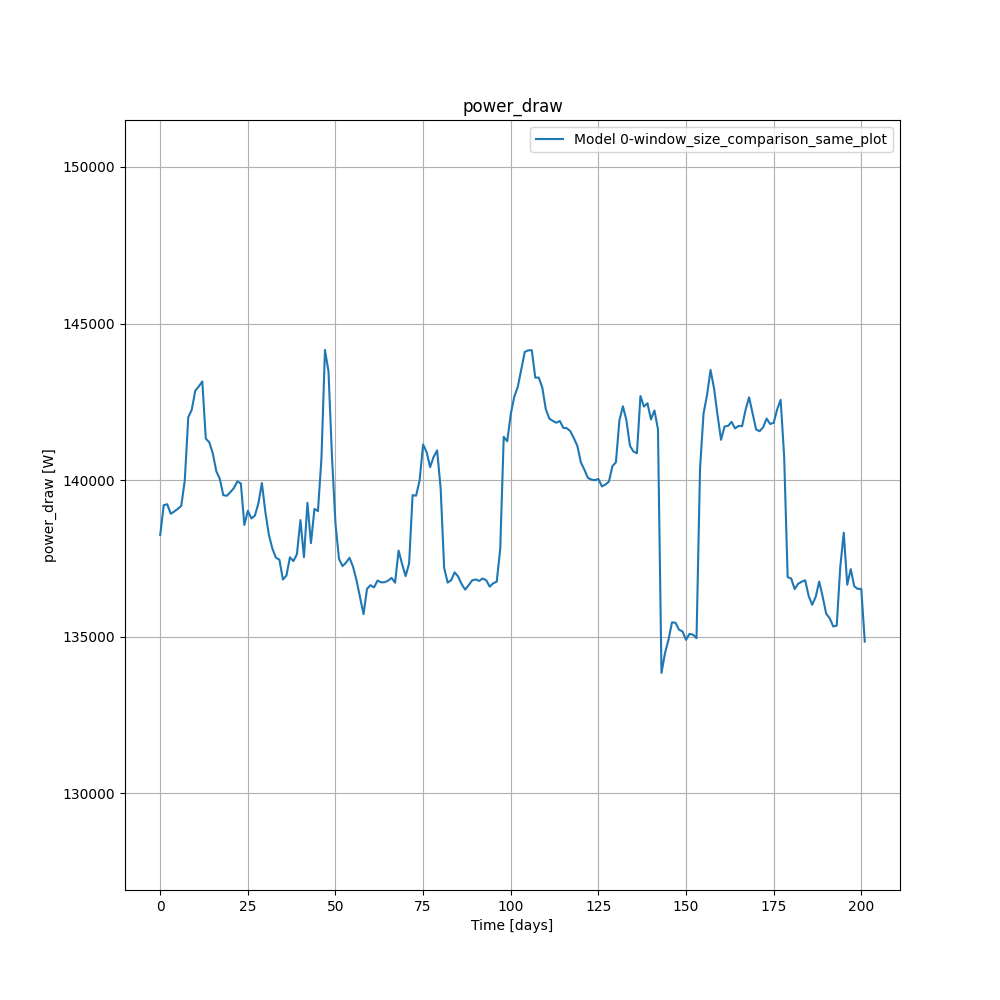 power_draw
Model 0-window_size_comparison_same_plot
150000
145000
140000
135000
130000
power_draw [W]
0 25 50 75 100 125 150 175 200
Time [days]